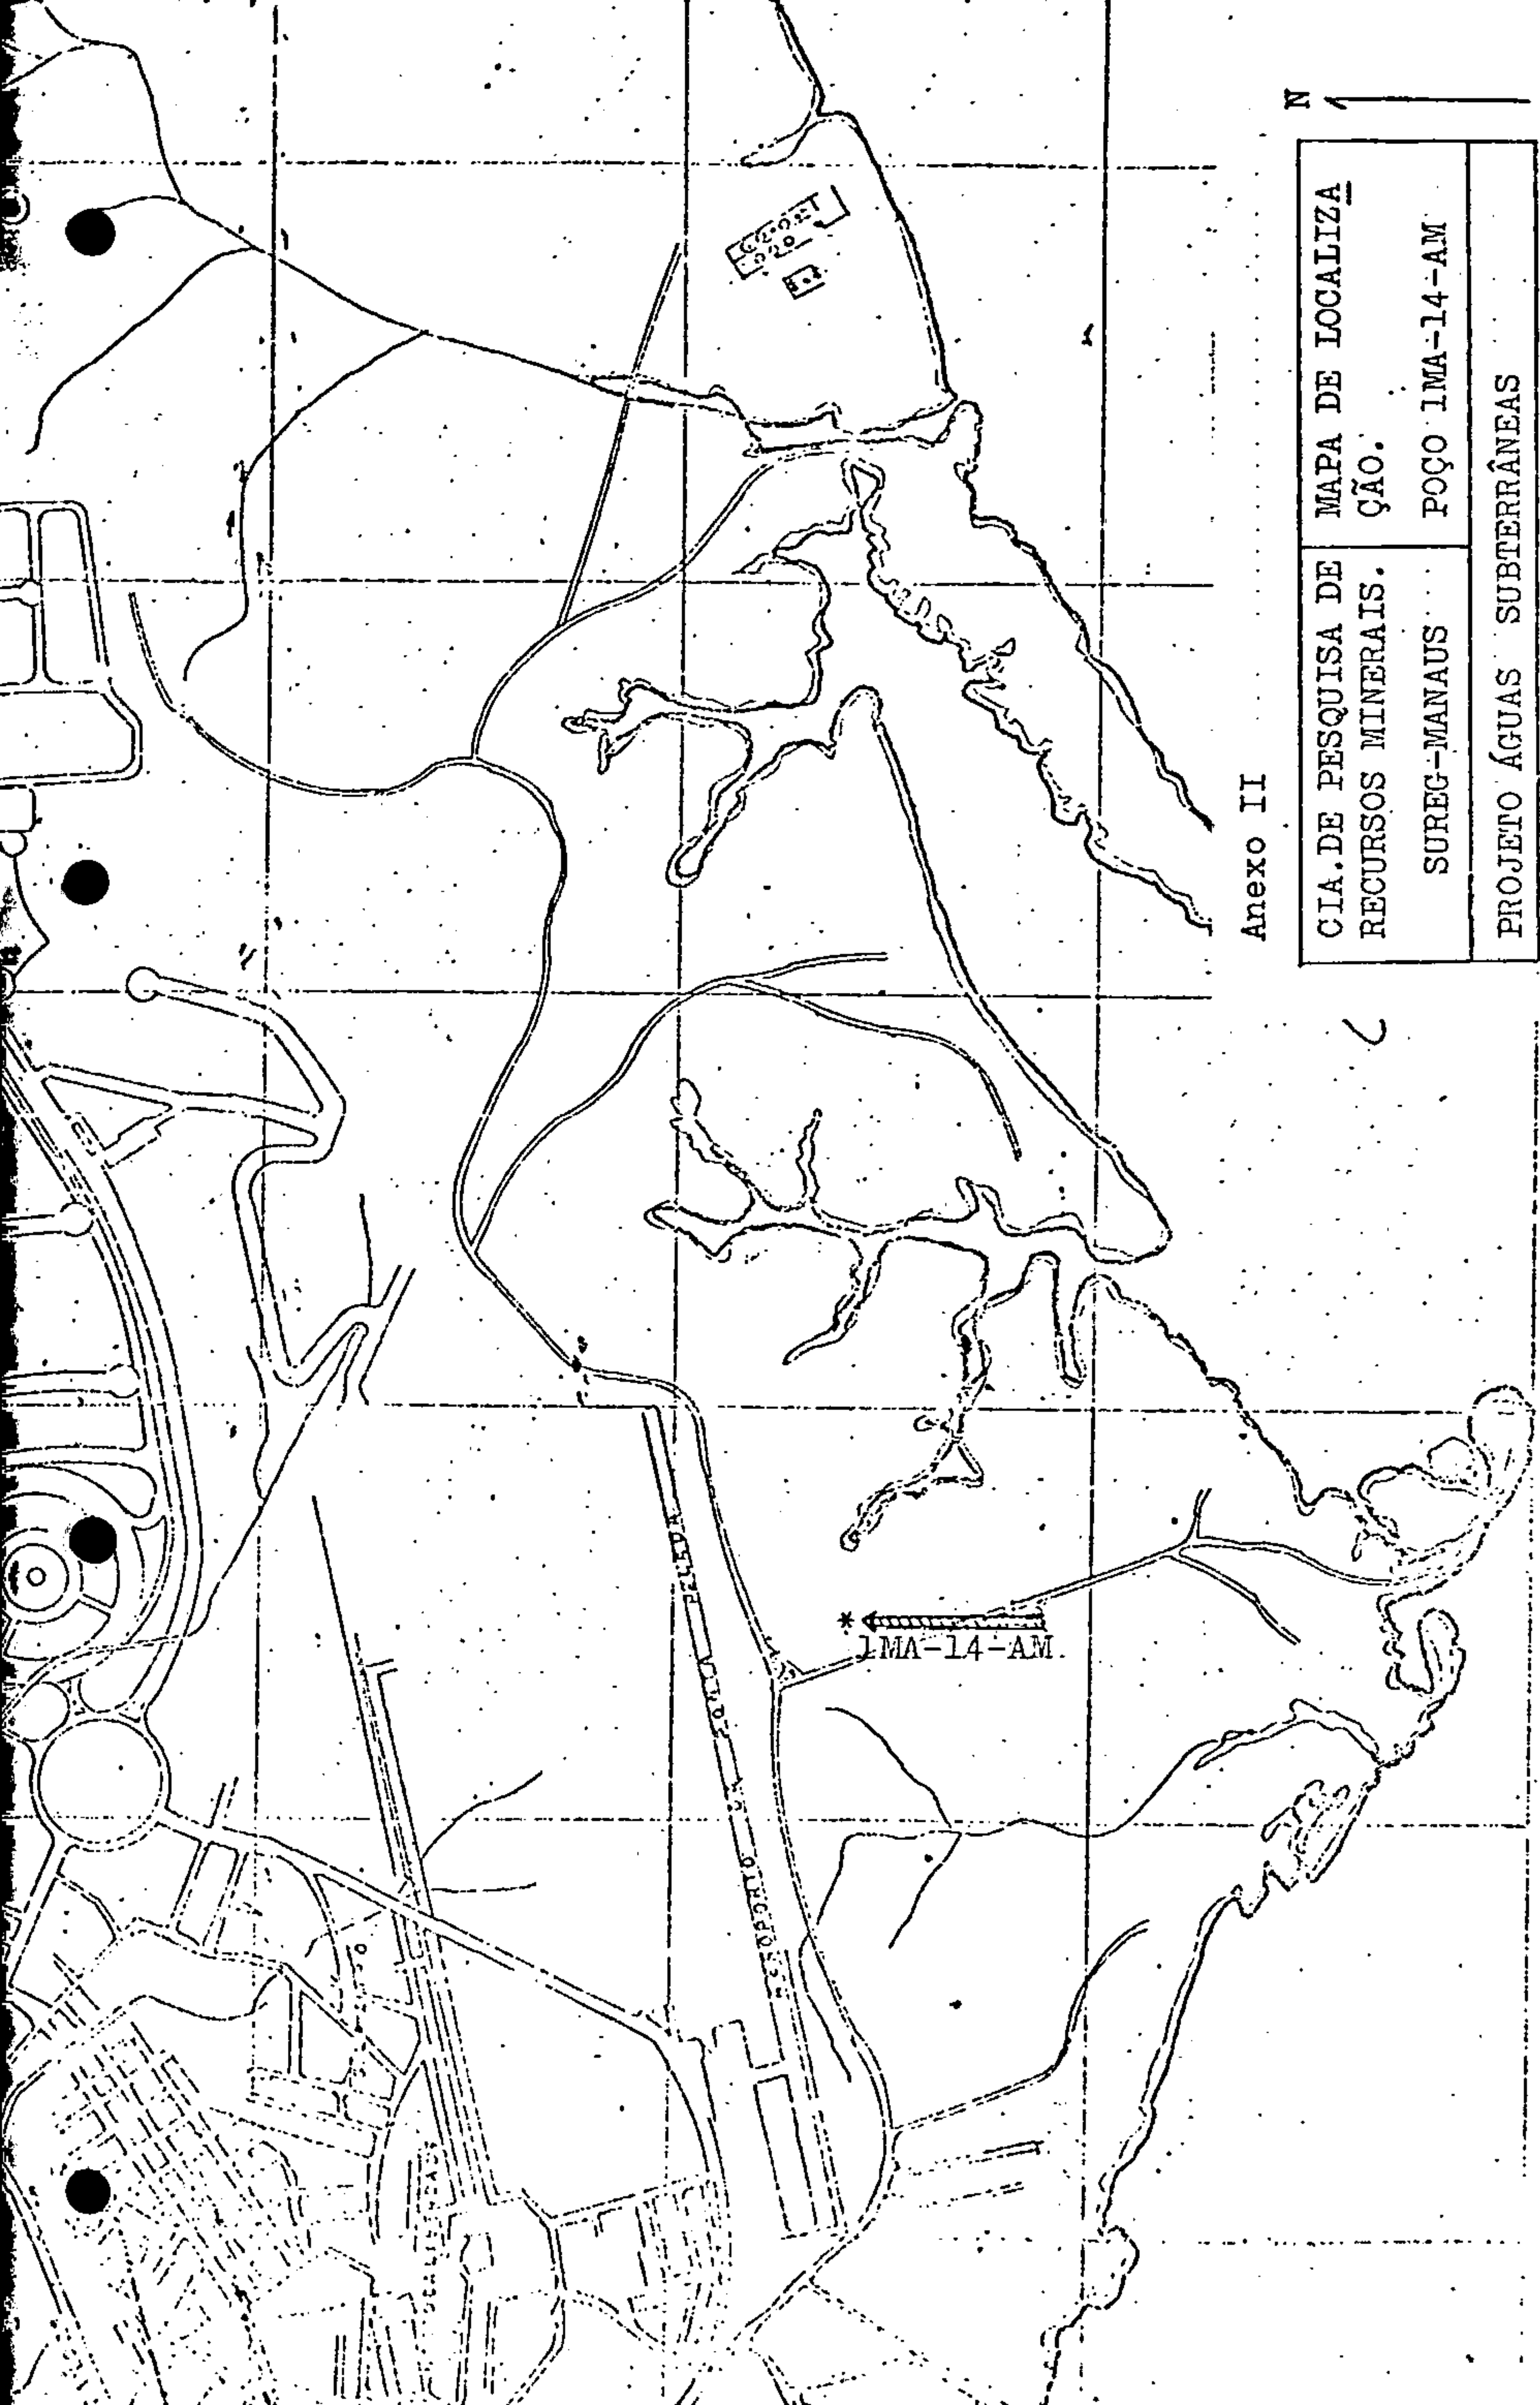 1MA-14-AM.
Anexo II
N
CIA.DE PESQUISA DE
RECURSOS MINERAIS.
SUREG-MANAUS
MAPA DE LOCALIZA
ÇÃO.
POÇO 1MA-14-AM
PROJETO ÁGUAS SUBTERRÂNEAS